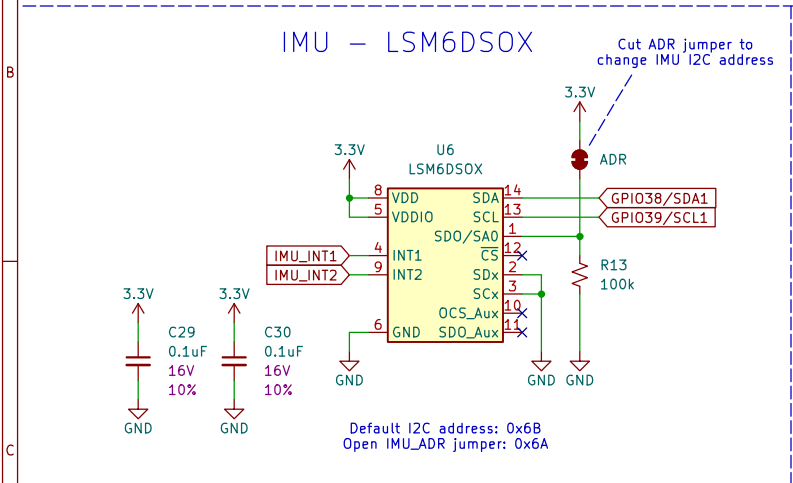 IMU - LSM6DSOX
Cut ADR jumper to
change IMU I2C address
B
3.3V
ADR
3.3V
U6
LSM6DSOX
8
VDD
SDA
14
GPIO38/SDA1
5
VDDIO
SCL
13
GPIO39/SCL1
SDO/SA0
1
IMU_INT1
4
INT1
CS
12
IMU_INT2
9
INT2
SDx
2
R13
100k
SCx
3
OCS_Aux
10
6
GND
SDO_Aux
11
3.3V
3.3V
C29
0.1uF
16V
10%
C30
0.1uF
16V
10%
GND
GND
GND
GND
GND
Default I2C address: 0x6B
Open IMU_ADR jumper: 0x6A
C